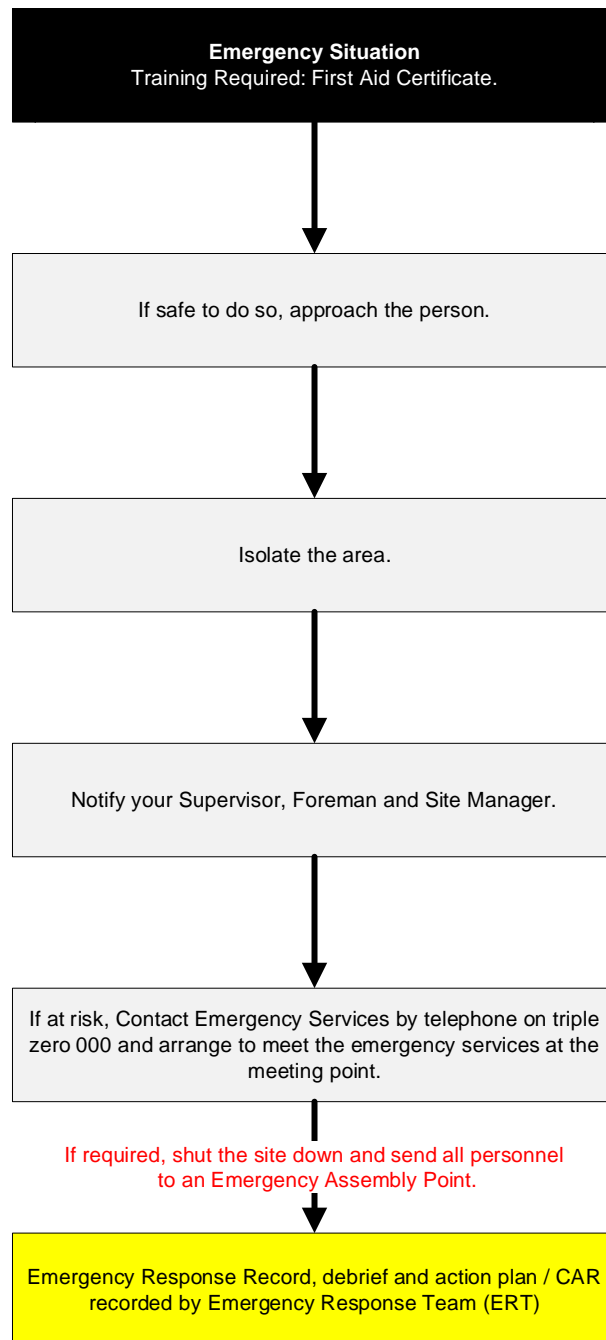 Emergency Situation
Training Required: First Aid Certificate.
If safe to do so, approach the person.
Isolate the area.
Notify your Supervisor, Foreman and Site Manager.
If at risk, Contact Emergency Services by telephone on triple
zero 000 and arrange to meet the emergency services at the
meeting point.
If required, shut the site down and send all personnel
to an Emergency Assembly Point.
Emergency Response Record, debrief and action plan / CAR
recorded by Emergency Response Team (ERT)